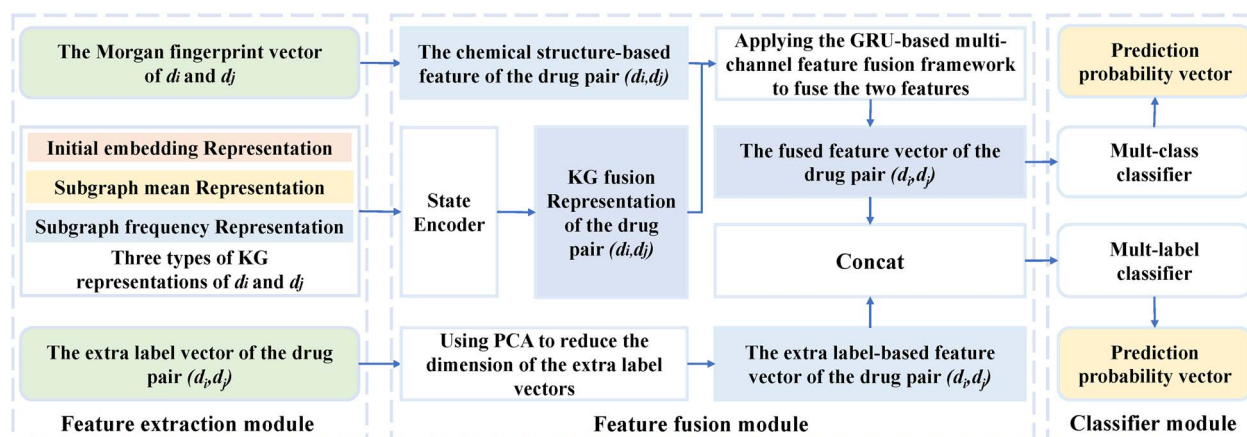 The Morgan fingerprint vector
of di and dj
Initial embedding Representation
Subgraph mean Representation
Subgraph frequency Representation
Three types of KG
representations of di and dj
The extra label vector of the drug
pair (di,dj)
Feature extraction module
The chemical structure-based
feature of the drug pair (di,dj)
State
Encoder
KG fusion
Representation
of the drug
pair (di,dj)
Using PCA to reduce the
dimension of the extra label
vectors
Applying the GRU-based multi-
channel feature fusion framework
to fuse the two features
The fused feature vector of the
drug pair (di,dj)
Concat
The extra label-based feature
vector of the drug pair (di,dj)
Feature fusion module
Prediction
probability vector
Mult-class
classifier
Mult-label
classifier
Prediction
probability vector
Classifier module